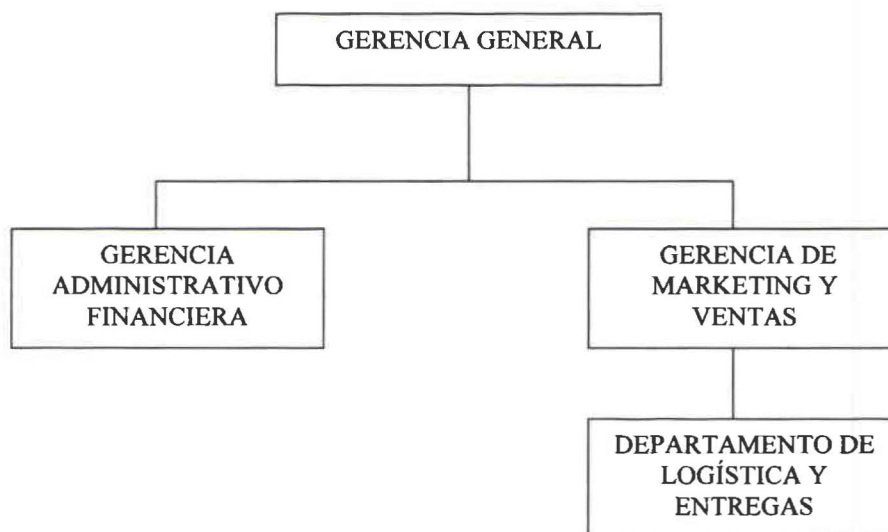 GERENCIA GENERAL
GERENCIA
ADMINISTRATIVO
FINANCIERA
GERENCIA DE
MARKETING Y
VENTAS
DEPARTAMENTO DE
LOGÍSTICA Y
ENTREGAS